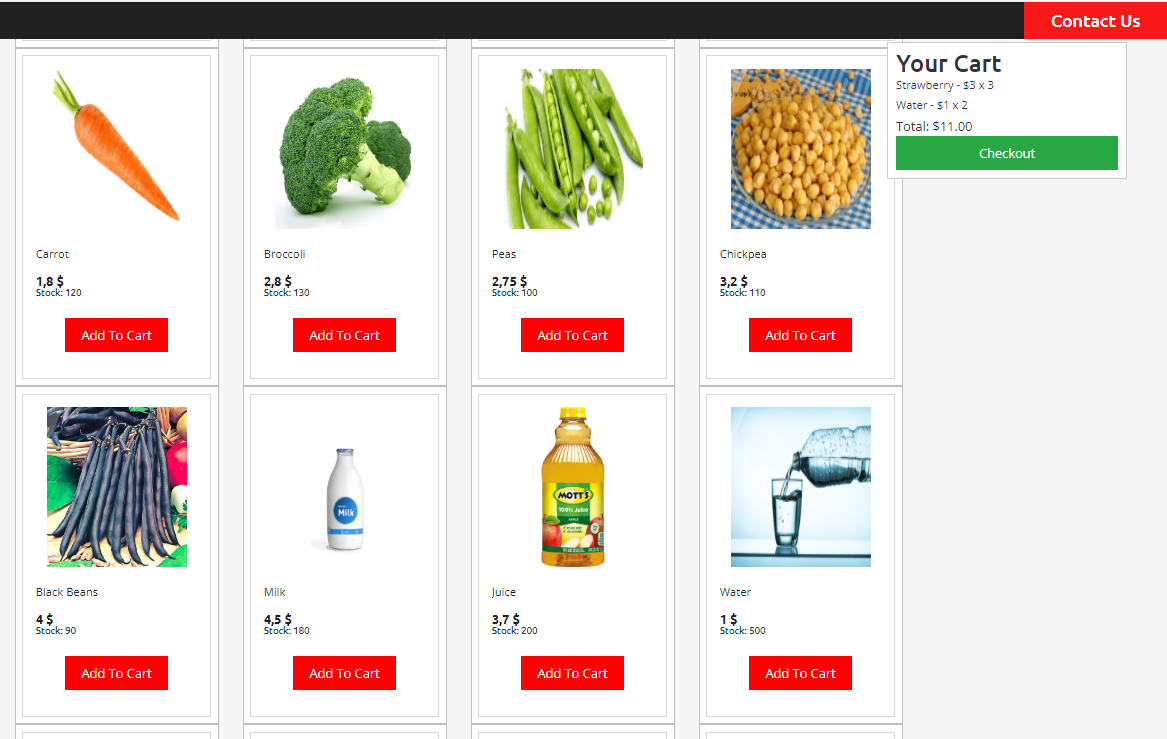 Contact Us
Your Cart
Strawberry - $3 x 3
Water - $1 x 2
Total: $11.00
Checkout
Carrot
1,8 $
Stock: 120
Add To Cart
Broccoli
2,8 $
Stock: 130
Add To Cart
Peas
2,75 $
Stock: 100
Add To Cart
Chickpea
3,2 $
Stock: 110
Add To Cart
Black Beans
4 $
Stock: 90
Add To Cart
Milk
Milk
4,5 $
Stock: 180
Add To Cart
MOTT'S
100% Juice
APPLE
Juice
3,7 $
Stock: 200
Add To Cart
Water
1 $
Stock: 500
Add To Cart